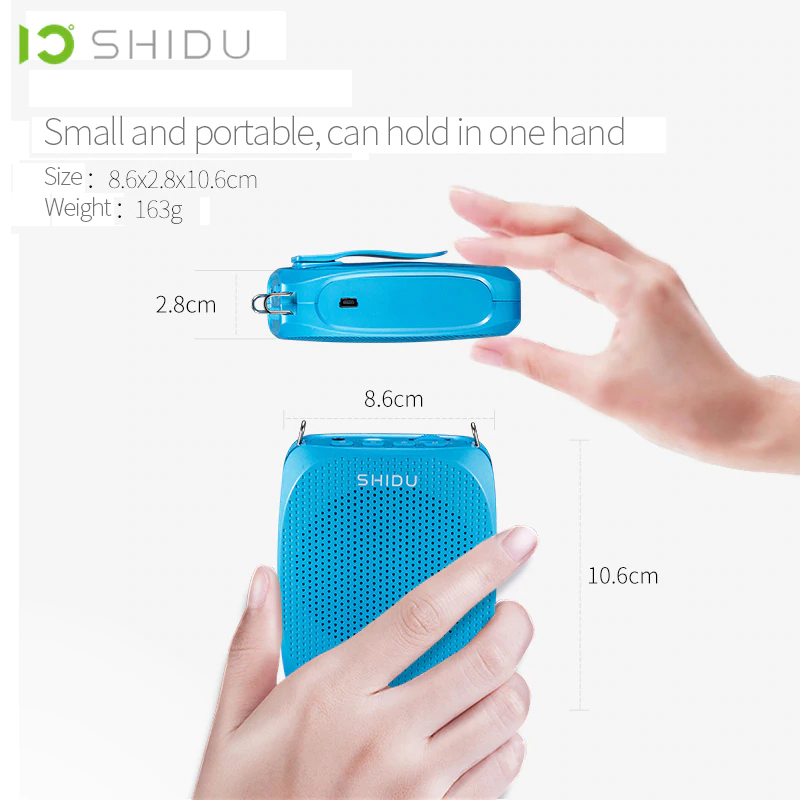 SHIDU
Small and portable, can hold in one hand
Size： 8.6x2.8x10.6cm
Weight： 163g
2.8cm
8.6cm
SHIDU
10.6cm